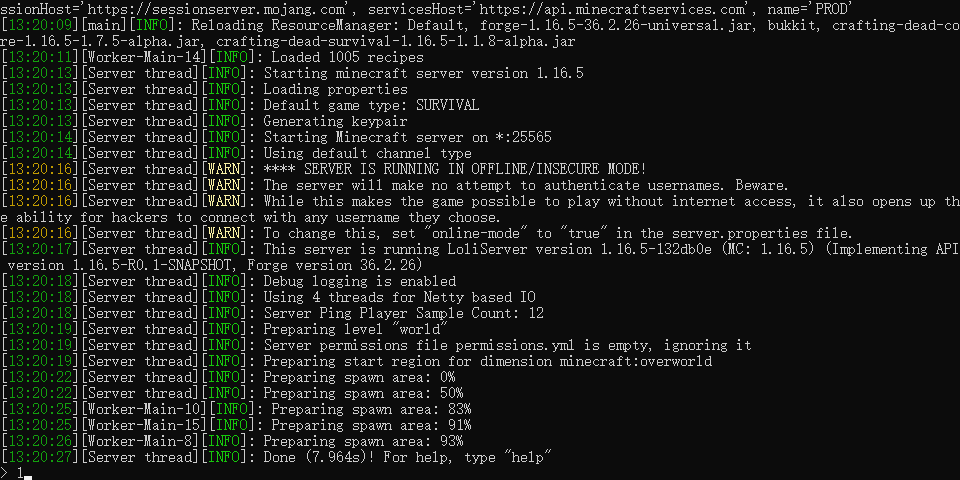 ssionHost='https://sessionserver.mojang.com', servicesHost='https://api.minecraftservices.com', name='PROD'
[13:20:09][main][INFO]: Reloading ResourceManager: Default, forge-1.16.5-36.2.26-universal.jar, bukkit, crafting-dead-co
re-1.16.5-1.7.5-alpha.jar, crafting-dead-survival-1.16.5-1.1.8-alpha.jar
[13:20:11][Worker-Main-14][INFO]: Loaded 1005 recipes
[13:20:13][Server thread][INFO]: Starting minecraft server version 1.16.5
[13:20:13][Server thread][INFO]: Loading properties
[13:20:13][Server thread][INFO]: Default game type: SURVIVAL
[13:20:13][Server thread][INFO]: Generating keypair
[13:20:14][Server thread][INFO]: Starting Minecraft server on *:25565
[13:20:14][Server thread][INFO]: Using default channel type
[13:20:16][Server thread][WARN]: **** SERVER IS RUNNING IN OFFLINE/INSECURE MODE!
[13:20:16][Server thread][WARN]: The server will make no attempt to authenticate usernames. Beware.
[13:20:16][Server thread][WARN]: While this makes the game possible to play without internet access, it also opens up th
e ability for hackers to connect with any username they choose.
[13:20:16][Server thread][WARN]: To change this, set "online-mode" to "true" in the server.properties file.
[13:20:17][Server thread][INFO]: This server is running LoliServer version 1.16.5-132db0e (MC: 1.16.5) (Implementing API
 version 1.16.5-R0.1-SNAPSHOT, Forge version 36.2.26)
[13:20:18][Server thread][INFO]: Debug logging is enabled
[13:20:18][Server thread][INFO]: Using 4 threads for Netty based IO
[13:20:18][Server thread][INFO]: Server Ping Player Sample Count: 12
[13:20:19][Server thread][INFO]: Preparing level "world"
[13:20:19][Server thread][INFO]: Server permissions file permissions.yml is empty, ignoring it
[13:20:19][Server thread][INFO]: Preparing start region for dimension minecraft:overworld
[13:20:22][Server thread][INFO]: Preparing spawn area: 0%
[13:20:22][Server thread][INFO]: Preparing spawn area: 50%
[13:20:25][Worker-Main-10][INFO]: Preparing spawn area: 83%
[13:20:25][Worker-Main-15][INFO]: Preparing spawn area: 91%
[13:20:26][Worker-Main-8][INFO]: Preparing spawn area: 93%
[13:20:27][Server thread][INFO]: Done (7.964s)! For help, type "help"
> 1